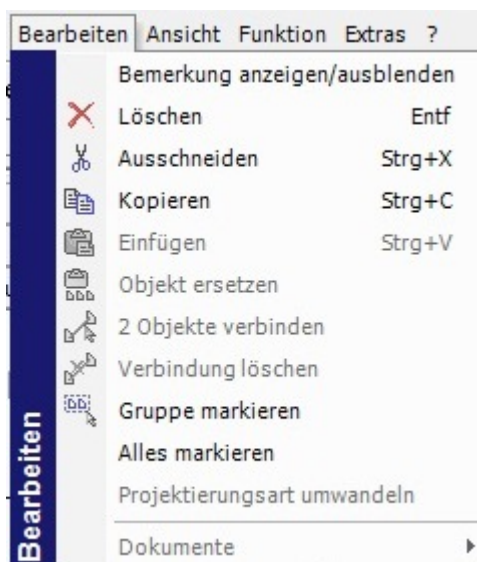 Bearbeiten Ansicht Funktion Extras ?
Bemerkung anzeigen/ausblenden
Löschen Entf
Ausschneiden Strg+X
Kopieren Strg+C
Einfügen Strg+V
Objekt ersetzen
2 Objekte verbinden
Verbindung löschen
Gruppe markieren
Alles markieren
Projektierungsart umwandeln
Dokumente
Bearbeiten